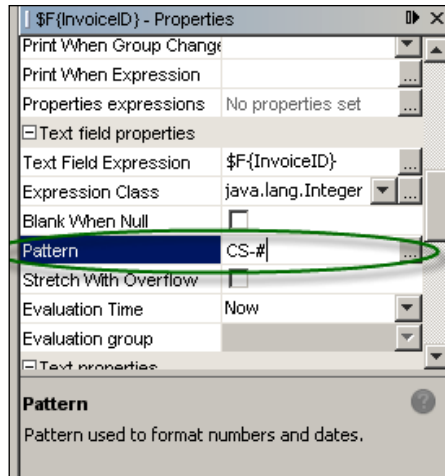 $F{InvoiceID} - Properties
Print When Group Change
Print When Expression ...
Properties expressions No properties set ...
Text field properties
Text Field Expression $F{InvoiceID} ...
Expression Class java.lang.Integer ...
Blank When Null
Pattern CS-# ...
Stretch With Overflow
Evaluation Time Now
Evaluation group
Text properties
Pattern ?
Pattern used to format numbers and dates.